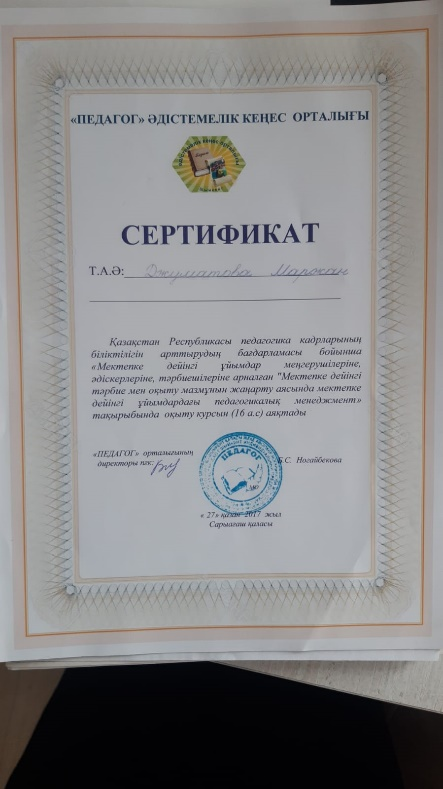 «ПЕДАГОГ» ӘДІСТЕМЕЛІК КЕҢЕС ОРТАЛЫҒЫ
СЕРТИФИКАТ
Т.А.Ә: Джуматова
Қазақстан Республикасы педагогика кадрларының
біліктілігін арттырудың бағдарламасы бойынша
«Мектепке дейінгі ұйымдар меңгерушілеріне,
әдіскерлеріне, тәрбиешілеріне арналған "Мектепке дейінгі
тәрбие мен оқыту мазмұнын жаңарту аясында мектепке
дейінгі ұйымдардағы педагогикалық менеджмент»
тақырыбында оқыту курсын (16 а.с) аяқтады
«ПЕДАГОГ» орталығының
директоры Б.С. Ногайбекова
ПЕДАГОГ
« 27» қазан 2017 жыл
Сарыағаш қаласы